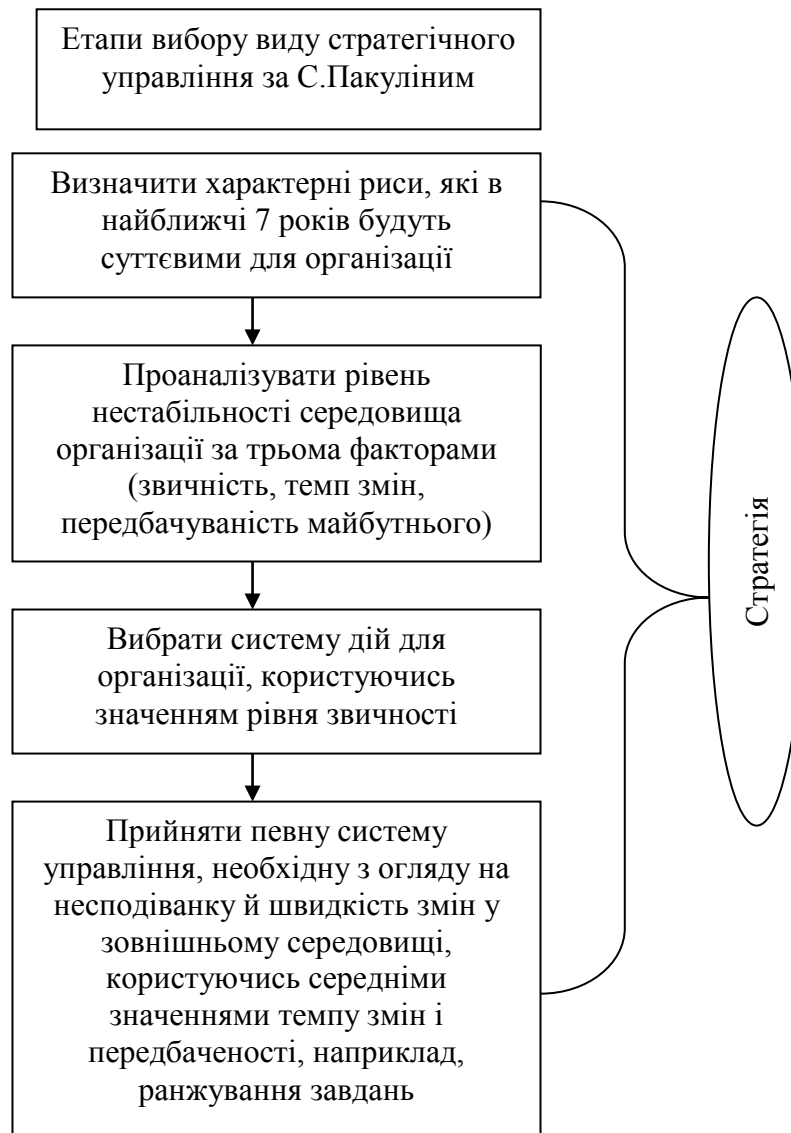 Етапи вибору виду стратегічного
управління за С.Пакуліним
Визначити характерні риси, які в
найближчі 7 років будуть
суттєвими для організації
Проаналізувати рівень
нестабільності середовища
організації за трьома факторами
(звичність, темп змін,
передбачуваність майбутнього)
Вибрати систему дій для
організації, користуючись
значенням рівня звичності
Прийняти певну систему
управління, необхідну з огляду на
несподіванку й швидкість змін у
зовнішньому середовищі,
користуючись середніми
значеннями темпу змін і
передбаченості, наприклад,
ранжування завдань
Стратегія